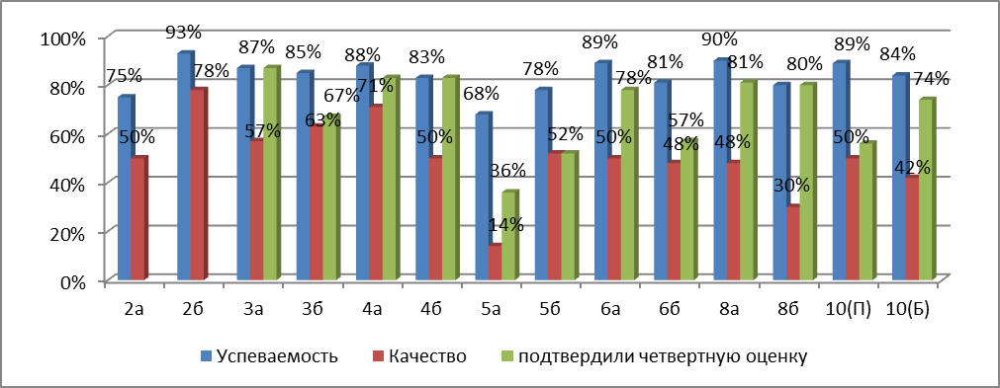 100%
80%
60%
40%
20%
0%
75% 93% 87% 85% 88% 83% 68% 78% 89% 81% 90% 80% 89% 84%
50% 78% 57% 63% 71% 50% 14% 52% 50% 48% 48% 30% 50% 42%
67% 36% 78% 57% 81% 74%
2а 2б 3а 3б 4а 4б 5а 5б 6а 6б 8а 8б 10(П) 10(Б)
Успеваемость Качество подтвердили четвертную оценку